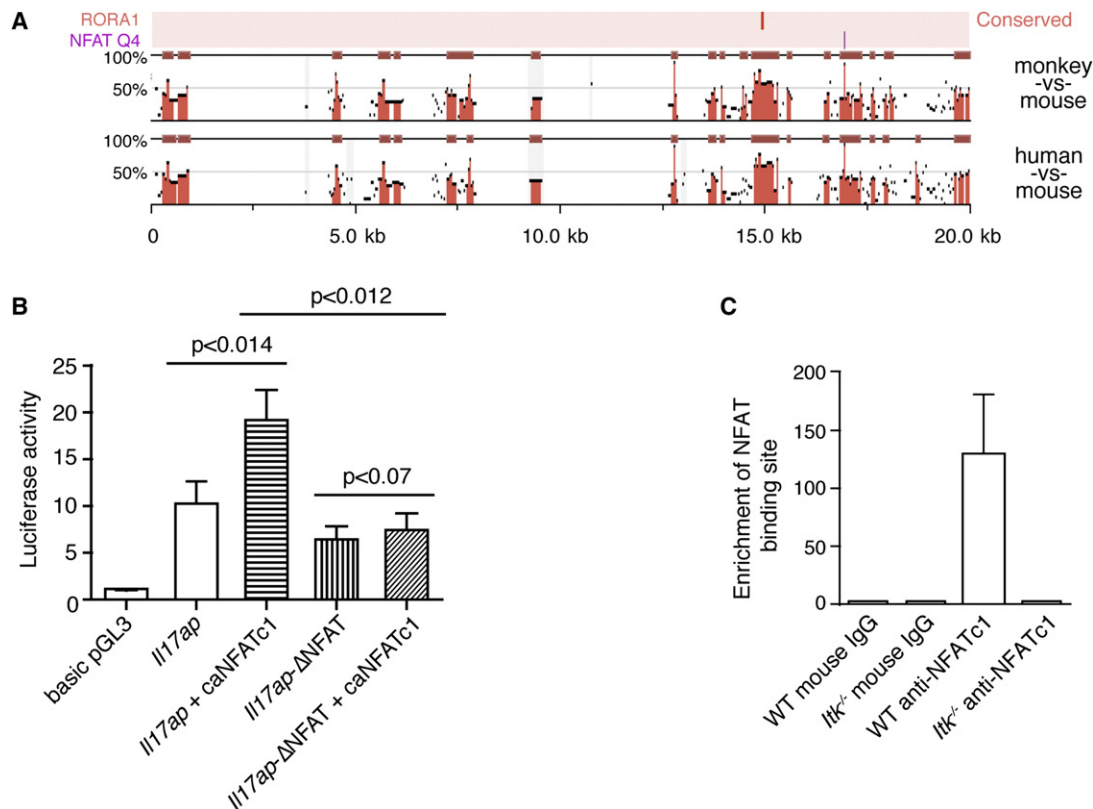 A
RORA1
NFAT Q4
Conserved
100%
50%
monkey
-vs-
mouse
100%
50%
human
-vs-
mouse
0
5.0 kb
10.0 kb
15.0 kb
20.0 kb
B
p<0.012
p<0.014
p<0.07
Luciferase activity
25
20
15
10
5
0
basic pGL3
Il17ap
Il17ap + caNFATc1
Il17ap-ΔNFAT
Il17ap-ΔNFAT + caNFATc1
C
Enrichment of NFAT
binding site
200
150
100
50
0
WT mouse IgG
Itk-/- mouse IgG
WT anti-NFATc1
Itk-/- anti-NFATc1